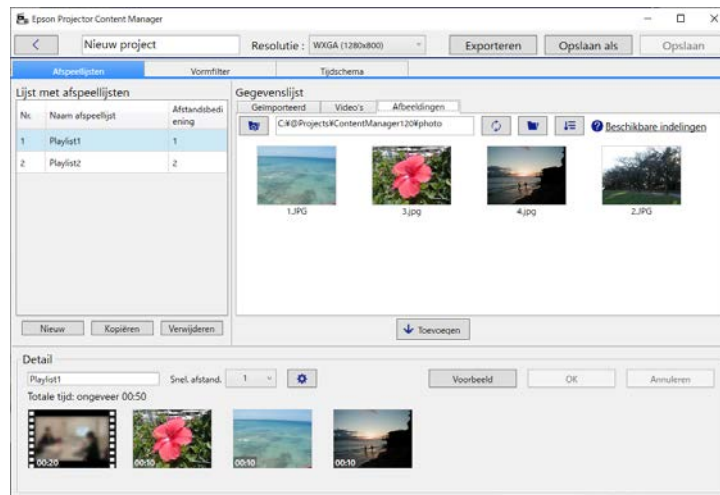 Epson Projector Content Manager
Nieuw project
Resolutie :
WXGA (1280x800)
Exporteren
Opslaan als
Opslaan
Afspeellijsten
Vormfilter
Tijdschema
Lijst met afspeellijsten
Nr.
Naam afspeellijst
Afstandsbedi
ening
1
Playlist1
1
2
Playlist2
2
Nieuw
Kopiëren
Verwijderen
Gegevenslijst
Geïmporteerd
Video's
Afbeeldingen
C:¥@Projects¥ContentManager120¥photo
Beschikbare indelingen
1.JPG
3.jpg
4.jpg
2.JPG
Toevoegen
Detail
Playlist1
Snel. afstand.
1
Voorbeeld
OK
Annuleren
Totale tijd: ongeveer 00:50
00:20
00:10
00:10
00:10